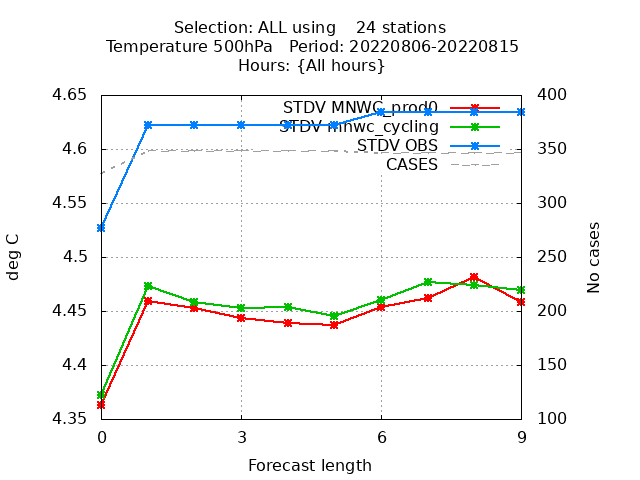 Selection: ALL using    24 stations
Temperature 500hPa   Period: 20220806-20220815
Hours: {All hours}
4.65
4.6
4.55
4.5
4.45
4.4
4.35
400
350
300
250
200
150
100
STDV MNWC_prod0
STDV mnwc_cycling
STDV OBS
CASES
deg C
No cases
0
3
6
9
Forecast length